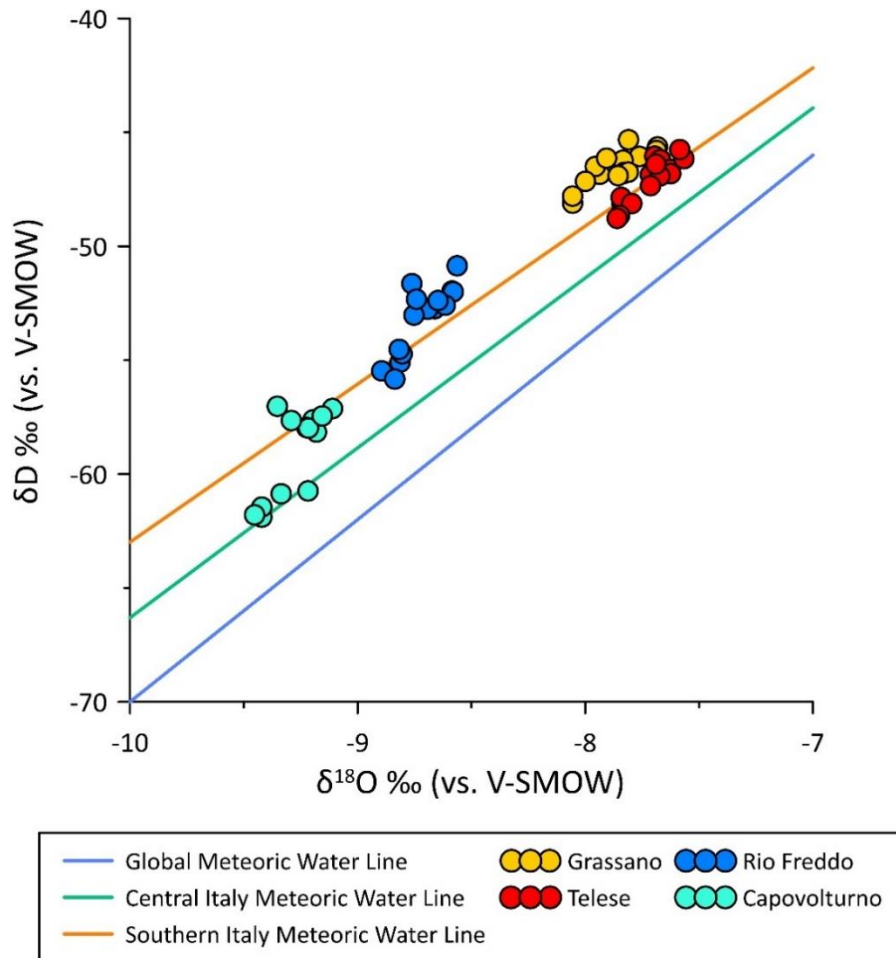 -40
-50
-60
-70
δD ‰ (vs. V-SMOW)
-10
-9
-8
-7
δ¹⁸O ‰ (vs. V-SMOW)
Global Meteoric Water Line
Central Italy Meteoric Water Line
Southern Italy Meteoric Water Line
Grassano
Telese
Rio Freddo
Capovolturno